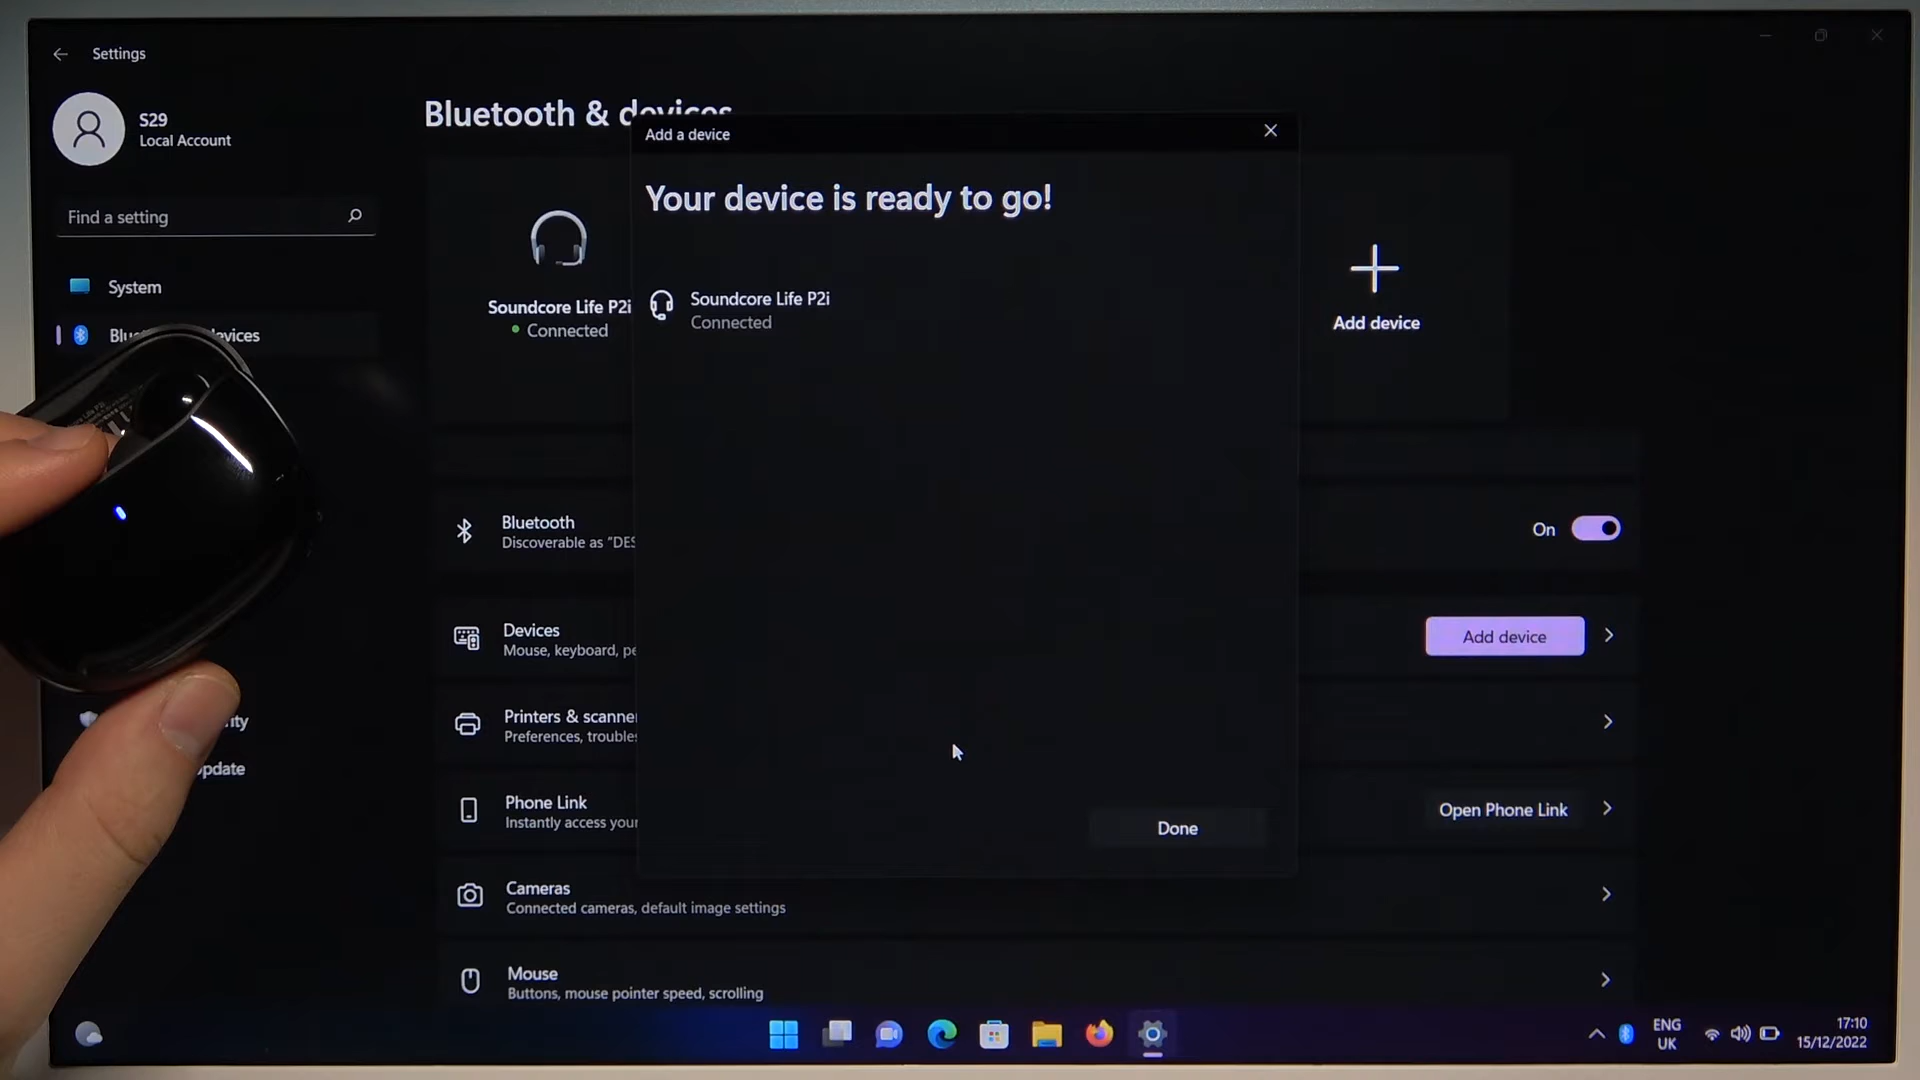 Settings
S29
Local Account
Find a setting
System
Bluetooth & devices
Add a device
Your device is ready to go!
Soundcore Life P2i
Connected
Soundcore Life P2i
Connected
Add device
Bluetooth
Discoverable as "DES
On
Devices
Mouse, keyboard, pe
Add device
Printers & scanne
Preferences, trouble
Phone Link
Instantly access your
Open Phone Link
Done
Cameras
Connected cameras, default image settings
Mouse
Buttons, mouse pointer speed, scrolling
ENG
UK
17:10
15/12/2022